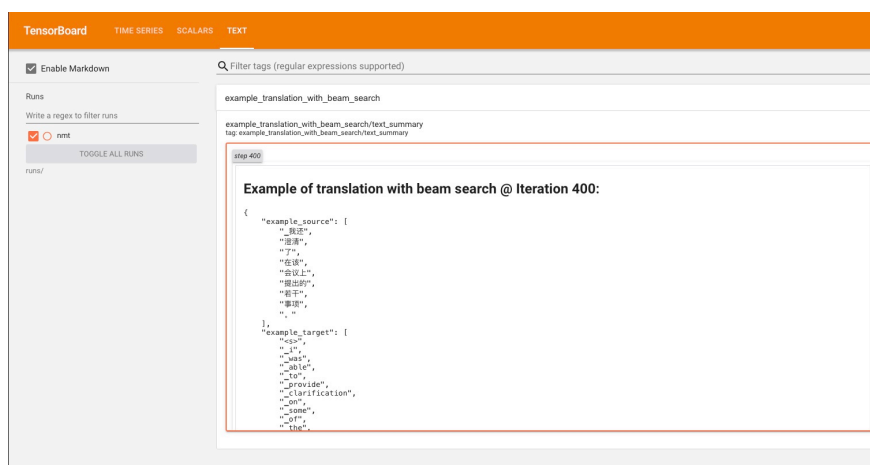 TensorBoard TIME SERIES SCALARS TEXT
Enable Markdown
Filter tags (regular expressions supported)
Runs
Write a regex to filter runs
nmt
TOGGLE ALL RUNS
runs/
example_translation_with_beam_search
example_translation_with_beam_search/text_summary
tag: example_translation_with_beam_search/text_summary
step 400
Example of translation with beam search @ Iteration 400:
{
"example_source": [
"_我还",
"澄清",
"了",
"在该",
"会议上",
"提出的",
"若干",
"事项",
"。"
],
"example_target": [
"<s>",
"_i",
"_was",
"_able",
"_to",
"_provide",
"_clarification",
"_on",
"_some",
"_of",
"_the",